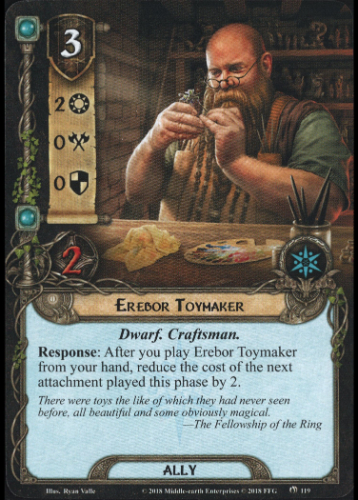 3
2
0
0
2
EREBOR TOYMAKER
Dwarf. Craftsman.
Response: After you play Erebor Toymaker
from your hand, reduce the cost of the next
attachment played this phase by 2.
There were toys the like of which they had never seen
before, all beautiful and some obviously magical.
—The Fellowship of the Ring
ALLY
Illus. Ryan Valle
© 2018 Middle-earth Enterprises © 2018 FFG
119